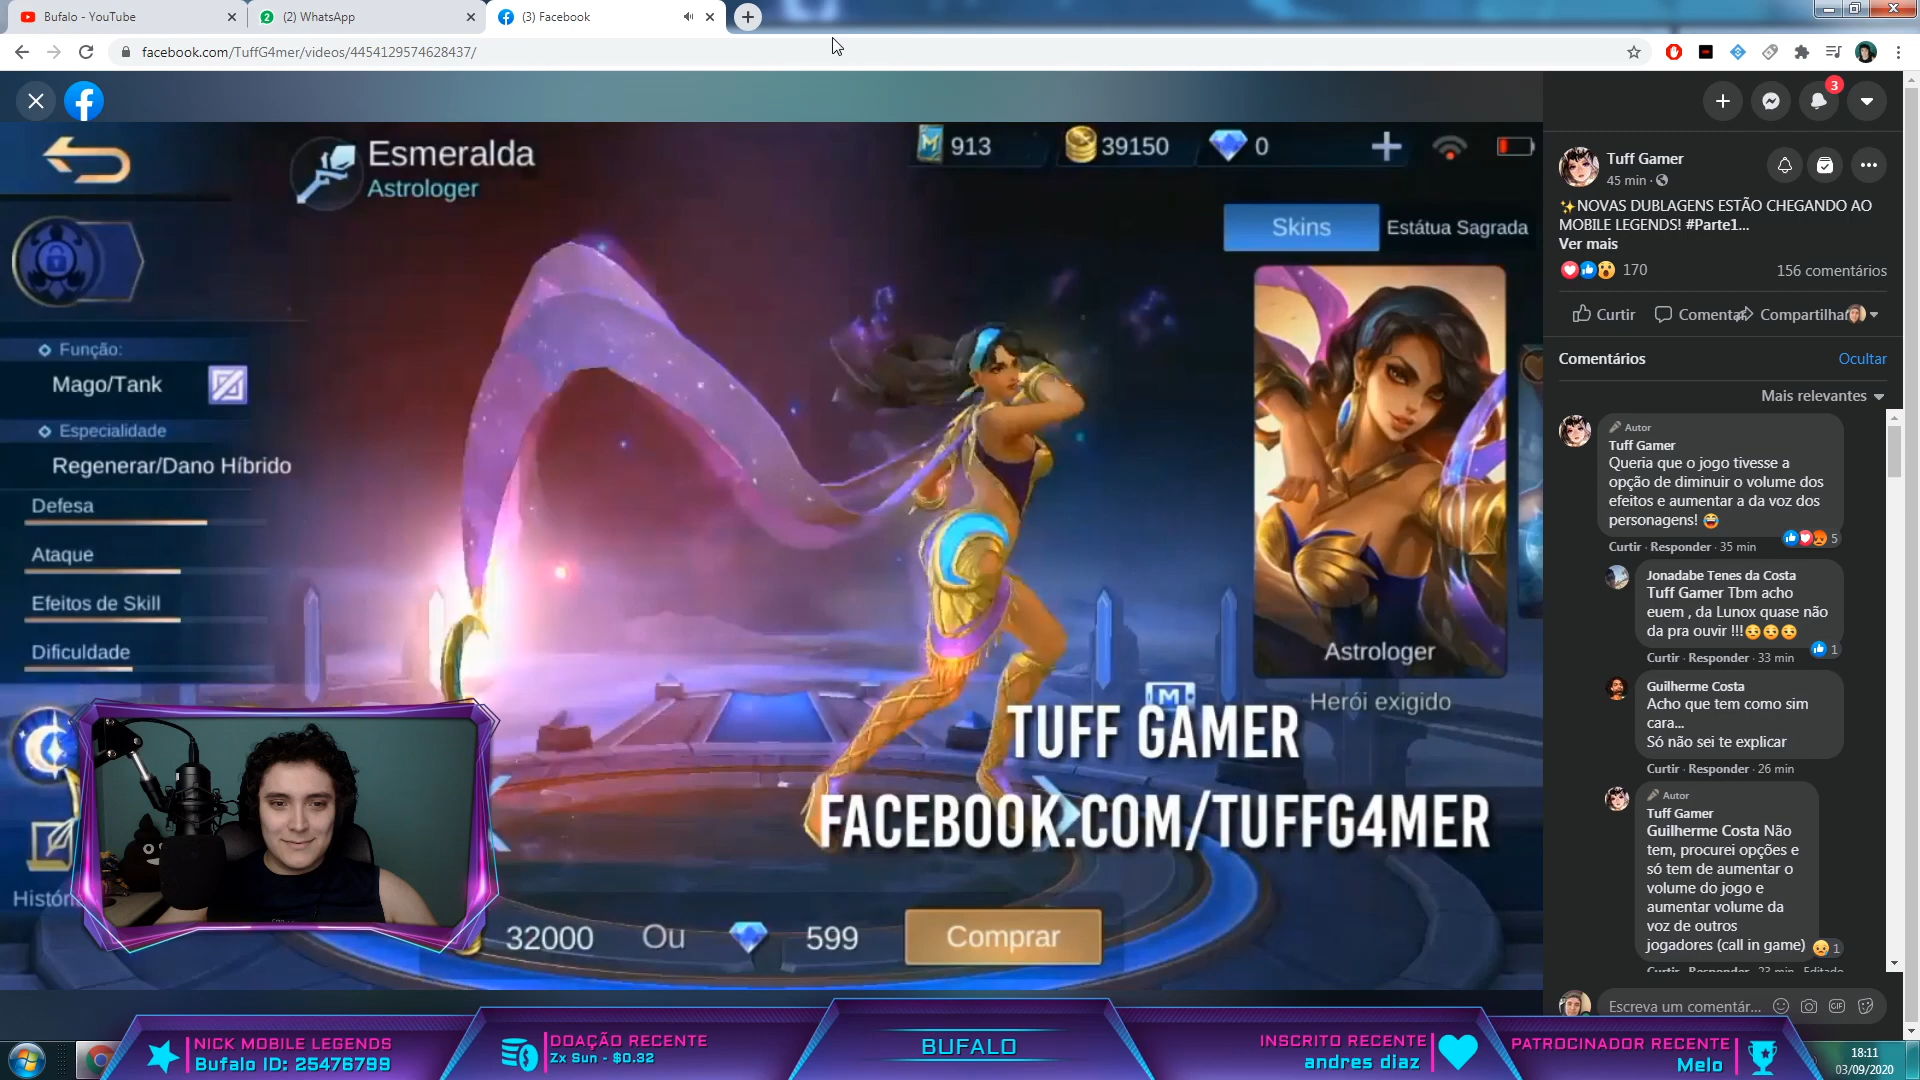 Bufalo - YouTube
2
(2) WhatsApp
(3) Facebook
facebook.com/TuffG4mer/videos/4454129574628437/
Esmeralda
Astrologer
913
39150
0
Skins
Estátua Sagrada
Função:
Mago/Tank
Especialidade
Regenerar/Dano Híbrido
Defesa
Ataque
Efeitos de Skill
Dificuldade
Astrologer
Herói exigido
M
TUFF GAMER
FACEBOOK.COM/TUFFG4MER
32000
Ou
599
Comprar
3
Tuff Gamer
45 min ·
✨NOVAS DUBLAGENS ESTÃO CHEGANDO AO
MOBILE LEGENDS! #Parte1...
Ver mais
170
156 comentários
Curtir
Comentar
Compartilhar
Comentários
Ocultar
Mais relevantes
Autor
Tuff Gamer
Queria que o jogo tivesse a
opção de diminuir o volume dos
efeitos e aumentar a da voz dos
personagens! 😂
5
Curtir · Responder · 35 min
Jonadabe Tenes da Costa
Tuff Gamer Tbm acho
euem , da Lunox quase não
da pra ouvir !!!😒😒😒
1
Curtir · Responder · 33 min
Guilherme Costa
Acho que tem como sim
cara...
Só não sei te explicar
Curtir · Responder · 26 min
Autor
Tuff Gamer
Guilherme Costa Não
tem, procurei opções e
só tem de aumentar o
volume do jogo e
aumentar volume da
voz de outros
jogadores (call in game)
1
Curtir · Responder · 23 min · Editado
Escreva um comentár...
GIF
NICK MOBILE LEGENDS
Bufalo ID: 25476799
DOAÇÃO RECENTE
Zx Sun - $0.32
BUFALO
INSCRITO RECENTE
andres diaz
PATROCINADOR RECENTE
Melo
18:11
03/09/2020